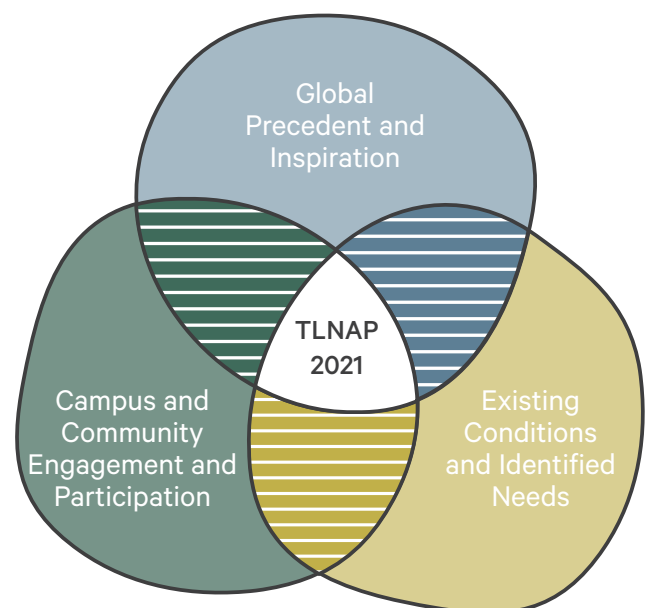 Global
Precedent and
Inspiration
TLNAP
2021
Campus and
Community
Engagement and
Participation
Existing
Conditions
and Identified
Needs